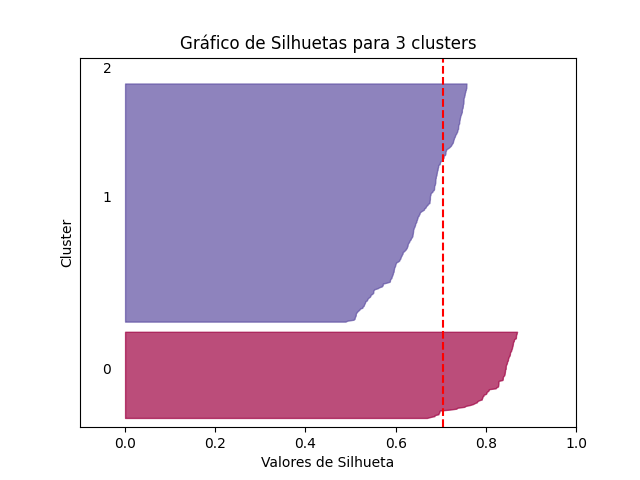 Gráfico de Silhuetas para 3 clusters
2
1
0
Cluster
0.0 0.2 0.4 0.6 0.8 1.0
Valores de Silhueta